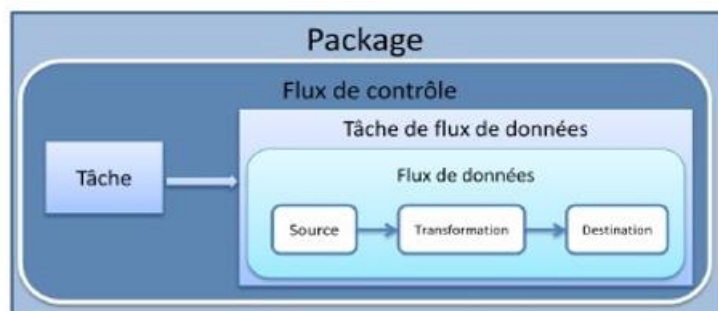 Package
Flux de contrôle
Tâche de flux de données
Tâche
Flux de données
Source
Transformation
Destination